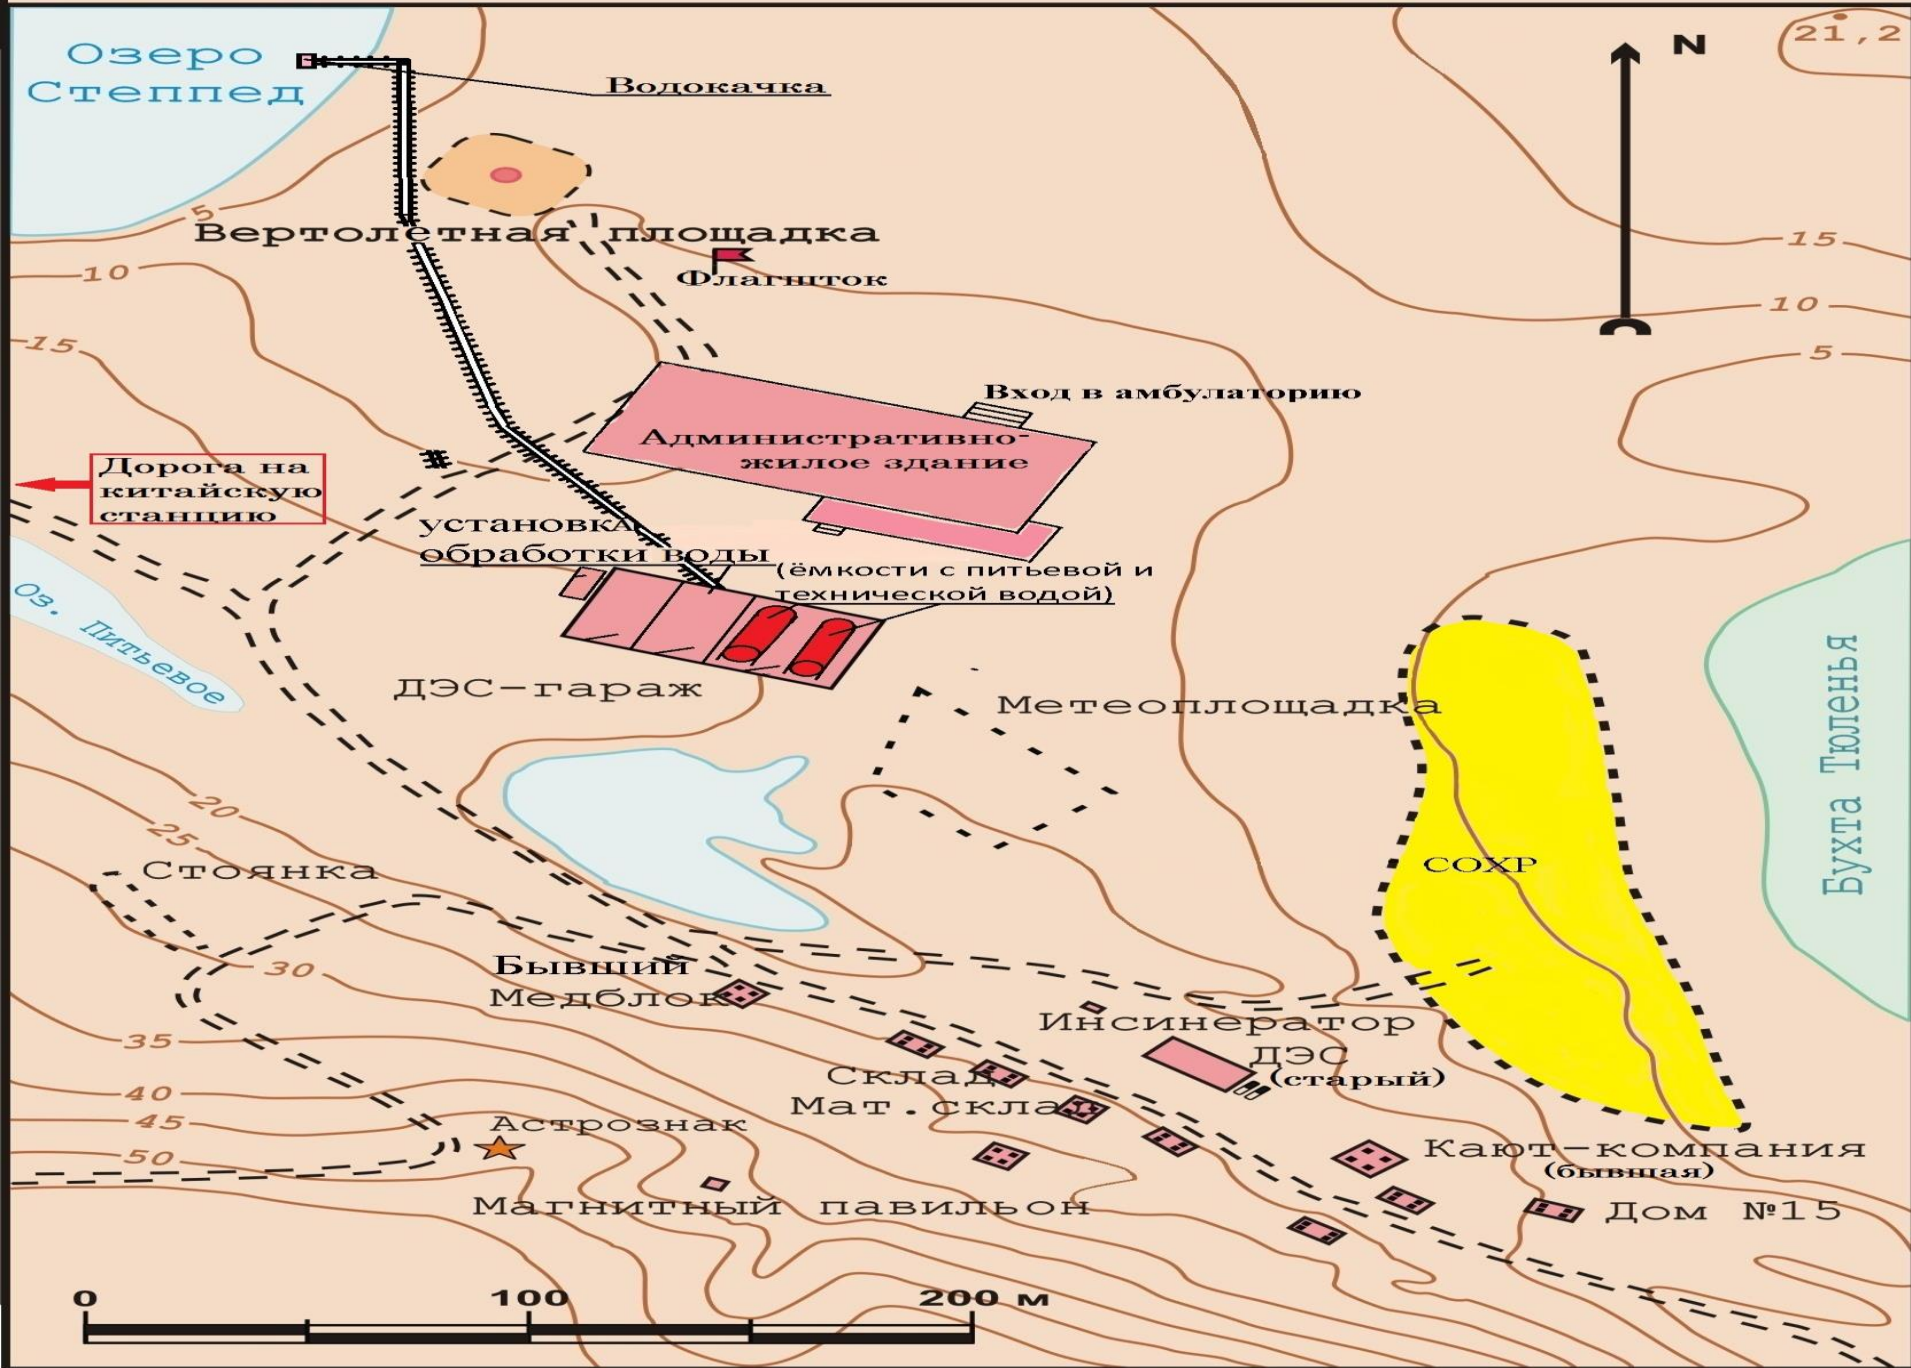 Озеро
Степпед
Водокачка
N
21,2
5
Вертолетная площадка
Флагшток
10
15
15
10
5
Вход в амбулаторию
Административно-
жилое здание
Дорога на
китайскую
станцию
установка
обработки воды
(ёмкости с питьевой и
технической водой)
Оз. Питьевое
ДЭС-гараж
Метеоплощадка
Бухта Тюленья
20
25
Стоянка
СОХР
30
Бывший
Медблок
Инсинератор
ДЭС
(старый)
35
Склад
40
Мат.склад
45
Астрознак
50
Кают-компания
(бывшая)
Магнитный павильон
Дом №15
0 100 200 м